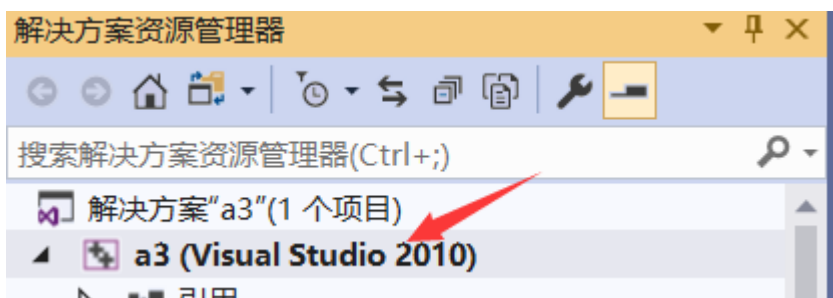 解决方案资源管理器
搜索解决方案资源管理器(Ctrl+;)
解决方案"a3"(1 个项目)
a3 (Visual Studio 2010)
引用